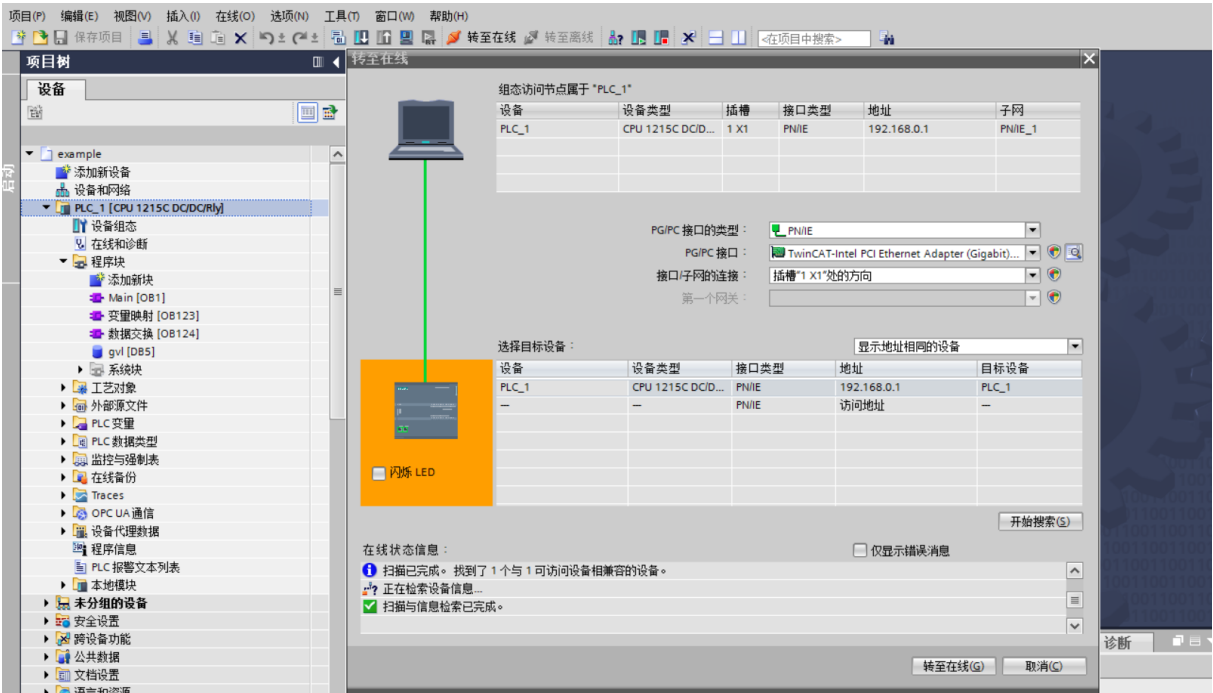 项目(P) 编辑(E) 视图(V) 插入(I) 在线(O) 选项(N) 工具(T) 窗口(W) 帮助(H)
保存项目 转至在线 转至离线 <在项目中搜索>
项目树
设备
启动
example
添加新设备
设备和网络
PLC_1 [CPU 1215C DC/DC/Rly]
设备组态
在线和诊断
程序块
添加新块
Main [OB1]
变量映射 [OB123]
数据交换 [OB124]
gvl [DB5]
系统块
工艺对象
外部源文件
PLC 变量
PLC 数据类型
监控与强制表
在线备份
Traces
OPC UA 通信
设备代理数据
程序信息
PLC 报警文本列表
本地模块
未分组的设备
安全设置
跨设备功能
公共数据
文档设置
语言和资源
转至在线
组态访问节点属于 "PLC_1"
设备 设备类型 插槽 接口类型 地址 子网
PLC_1 CPU 1215C DC/D... 1 X1 PN/IE 192.168.0.1 PN/IE_1
PG/PC 接口的类型： PN/IE
PG/PC 接口： TwinCAT-Intel PCI Ethernet Adapter (Gigabit)...
接口/子网的连接： 插槽"1 X1"处的方向
第一个网关：
选择目标设备： 显示地址相同的设备
设备 设备类型 接口类型 地址 目标设备
PLC_1 CPU 1215C DC/D... PN/IE 192.168.0.1 PLC_1
— — PN/IE 访问地址 —
闪烁 LED
开始搜索(S)
在线状态信息： 仅显示错误消息
扫描已完成。找到了 1 个与 1 可访问设备相兼容的设备。
正在检索设备信息...
扫描与信息检索已完成。
转至在线(G) 取消(C)
诊断